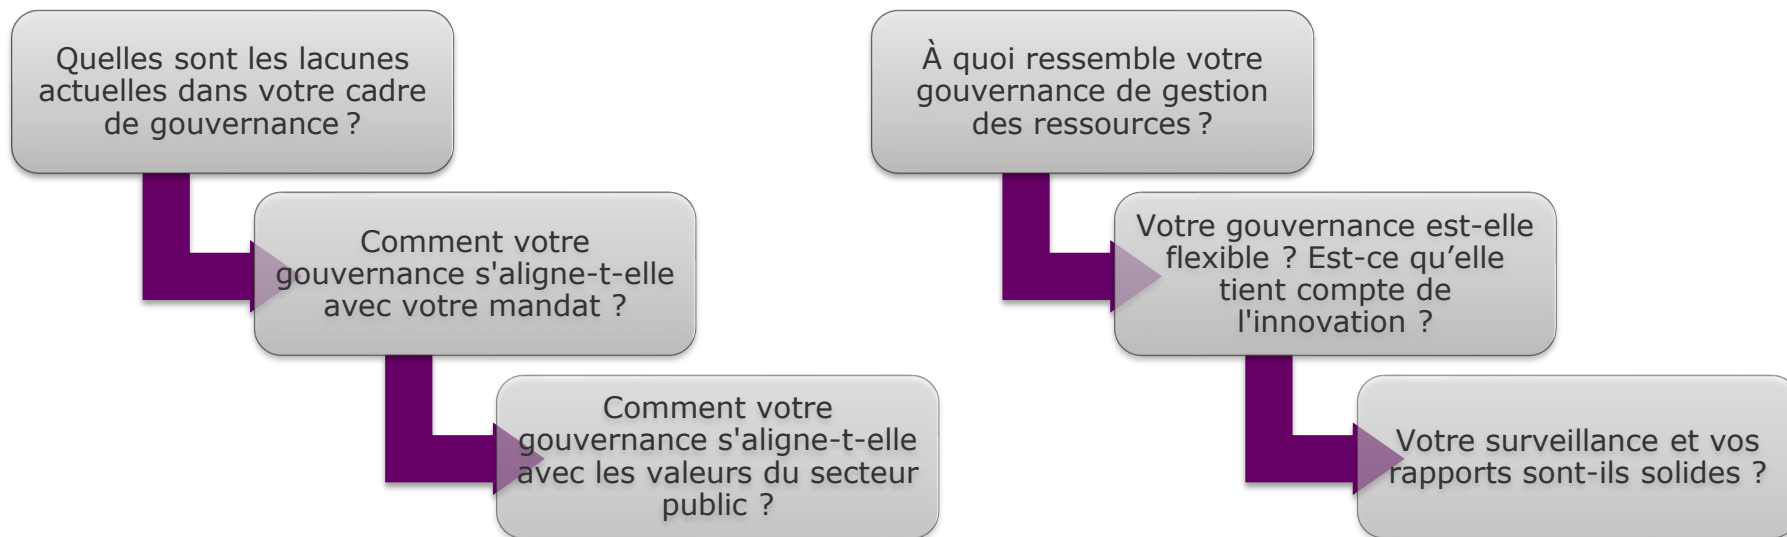 Quelles sont les lacunes
actuelles dans votre cadre
de gouvernance ?
Comment votre
gouvernance s'aligne-t-elle
avec votre mandat ?
Comment votre
gouvernance s'aligne-t-elle
avec les valeurs du secteur
public ?
À quoi ressemble votre
gouvernance de gestion
des ressources ?
Votre gouvernance est-elle
flexible ? Est-ce qu’elle
tient compte de
l'innovation ?
Votre surveillance et vos
rapports sont-ils solides ?